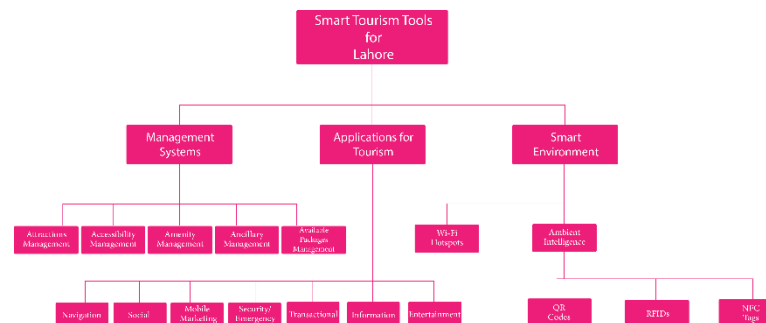 Smart Tourism Tools
for
Lahore
Management
Systems
Applications for
Tourism
Smart
Environment
Attractions
Management
Accessibility
Management
Amenity
Management
Ancillary
Management
Available
Packages
Management
Wi-Fi
Hotspots
Ambient
Intelligence
Navigation
Social
Mobile
Marketing
Security/
Emergency
Transactional
Information
Entertainment
QR
Codes
RFIDs
NFC
Tags